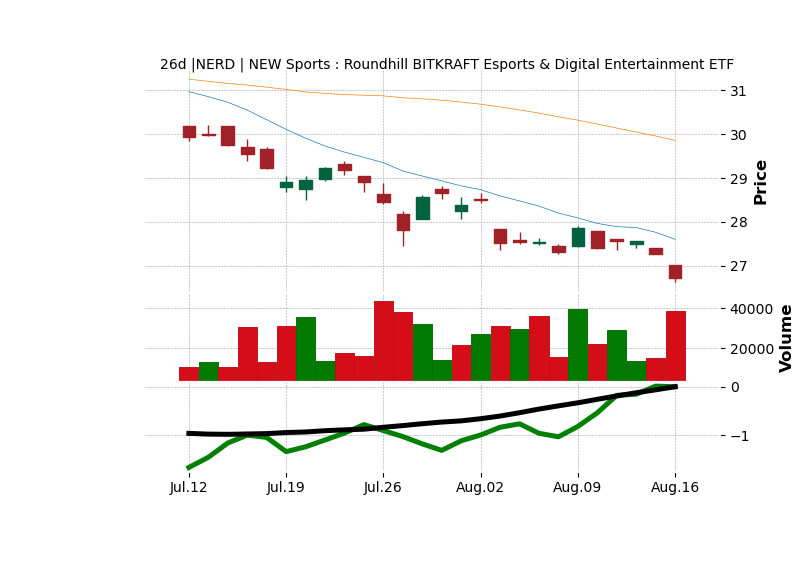 26d |NERD | NEW Sports : Roundhill BITKRAFT Esports & Digital Entertainment ETF
31
30
29
28
27
Price
40000
20000
Volume
0
−1
Jul.12 Jul.19 Jul.26 Aug.02 Aug.09 Aug.16